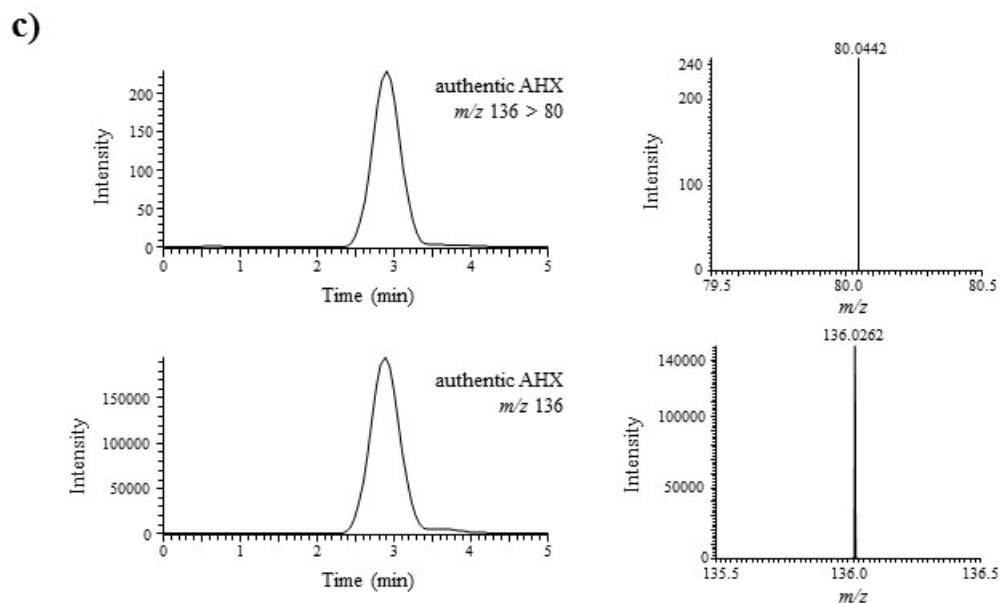 c)
authentic AHX
m/z 136 > 80
Intensity
200
150
100
50
0
0 1 2 3 4 5
Time (min)
80.0442
Intensity
240
200
100
0
79.5 80.0 80.5
m/z
authentic AHX
m/z 136
Intensity
150000
100000
50000
0
0 1 2 3 4 5
Time (min)
136.0262
Intensity
140000
100000
50000
0
135.5 136.0 136.5
m/z